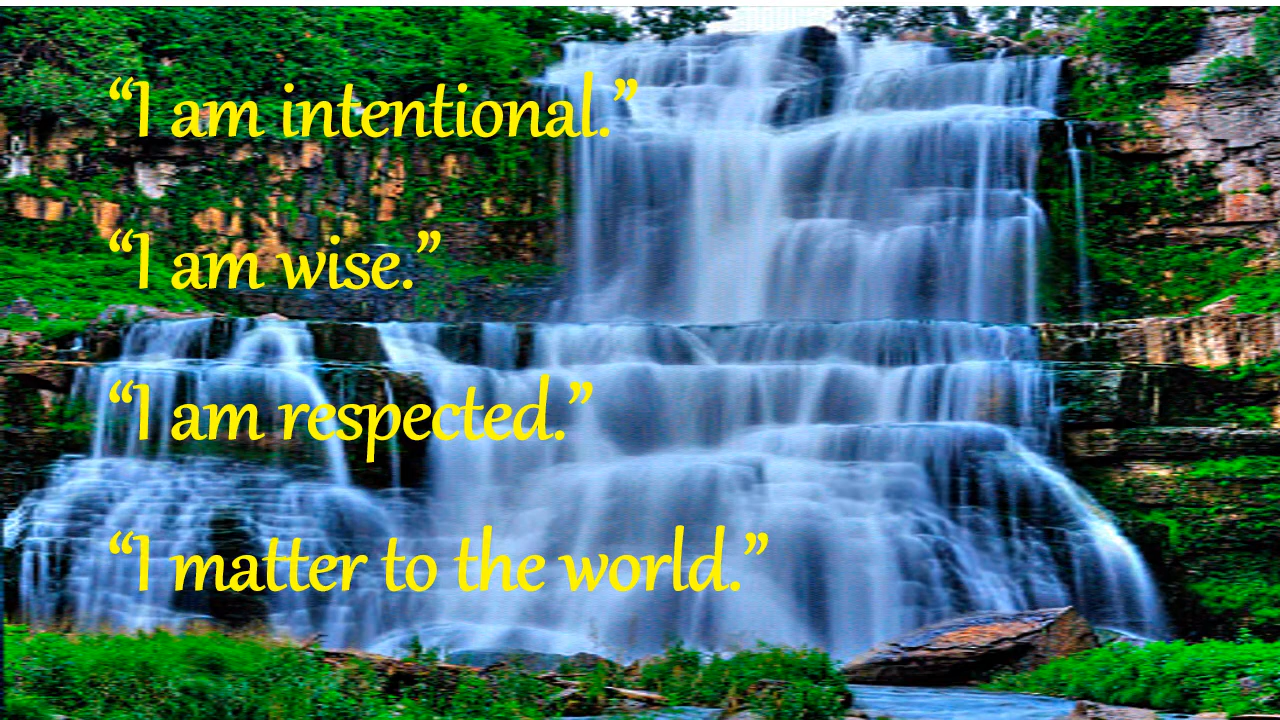 “I am intentional.”
“I am wise.”
“I am respected.”
“I matter to the world.”